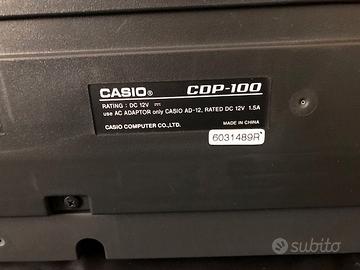 CASIO® CDP-100
RATING : DC 12V ⎓
use AC ADAPTOR only CASIO AD-12, RATED DC 12V 1.5A
CASIO COMPUTER CO.,LTD. MADE IN CHINA
6031489R
subito